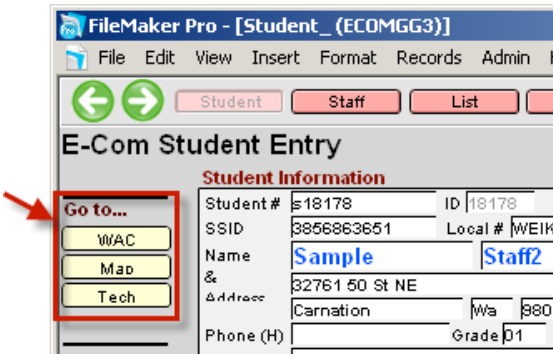 FileMaker Pro - [Student_ (ECOMGG3)]
File Edit View Insert Format Records Admin
Student Staff List
E-Com Student Entry
Student Information
Go to...
WAC
Map
Tech
Student # s18178 ID 18178
SSID 3856863651 Local # WEIK
Name Sample Staff2
&
Address 32761 50 St NE
Carnation Wa 980
Phone (H) Grade 01